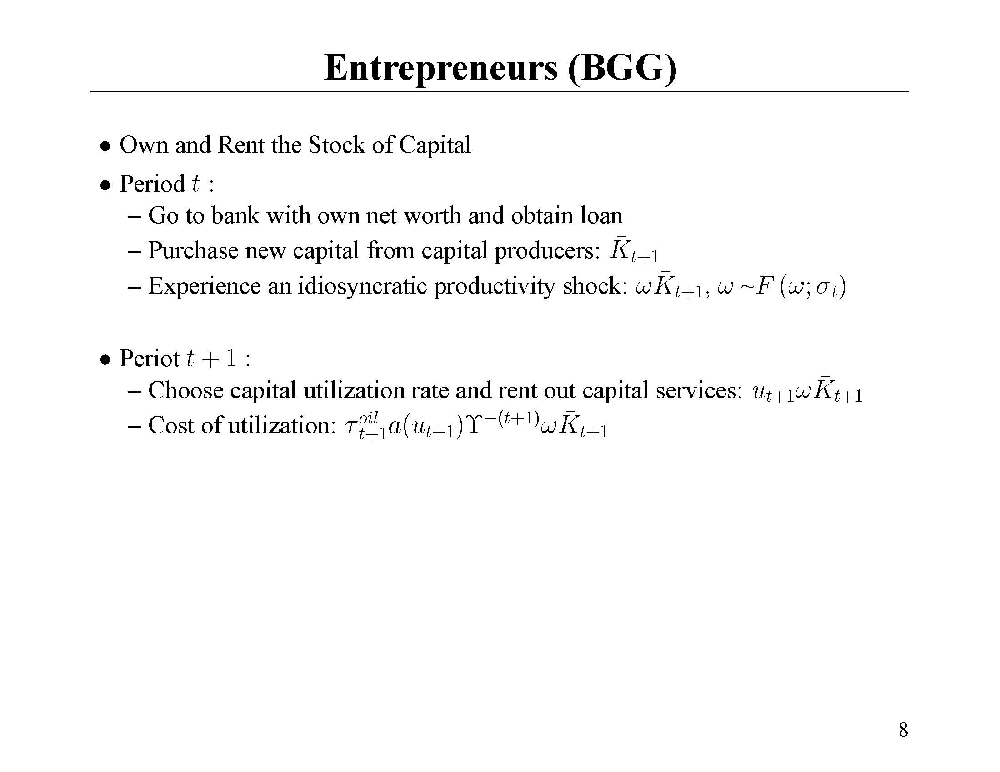 Entrepreneurs (BGG)
• Own and Rent the Stock of Capital
• Period $t$ :
– Go to bank with own net worth and obtain loan
– Purchase new capital from capital producers: $\bar{K}_{t+1}$
– Experience an idiosyncratic productivity shock: $\omega \bar{K}_{t+1}$, $\omega$ ~$F(\omega; \sigma_t)$
• Periot $t+1$ :
– Choose capital utilization rate and rent out capital services: $u_{t+1}\omega \bar{K}_{t+1}$
– Cost of utilization: $\tau_{t+1}^{oil} a(u_{t+1}) \Upsilon^{-(t+1)} \omega \bar{K}_{t+1}$
8